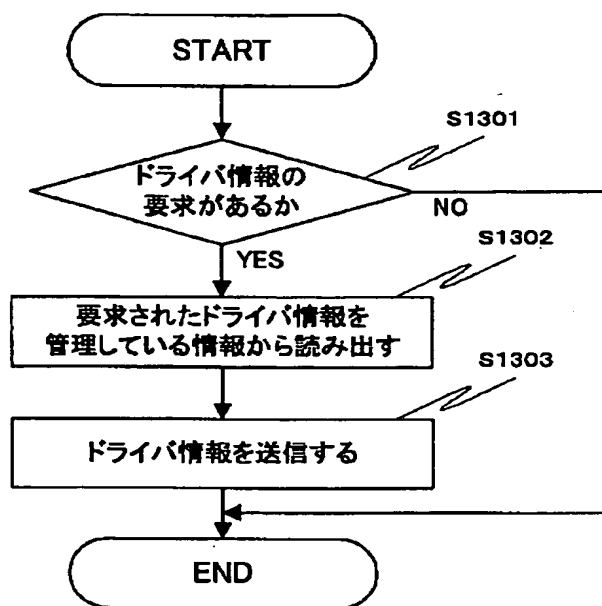 START
S1301
ドライバ情報の
要求があるか
NO
YES
S1302
要求されたドライバ情報を
管理している情報から読み出す
S1303
ドライバ情報を送信する
END